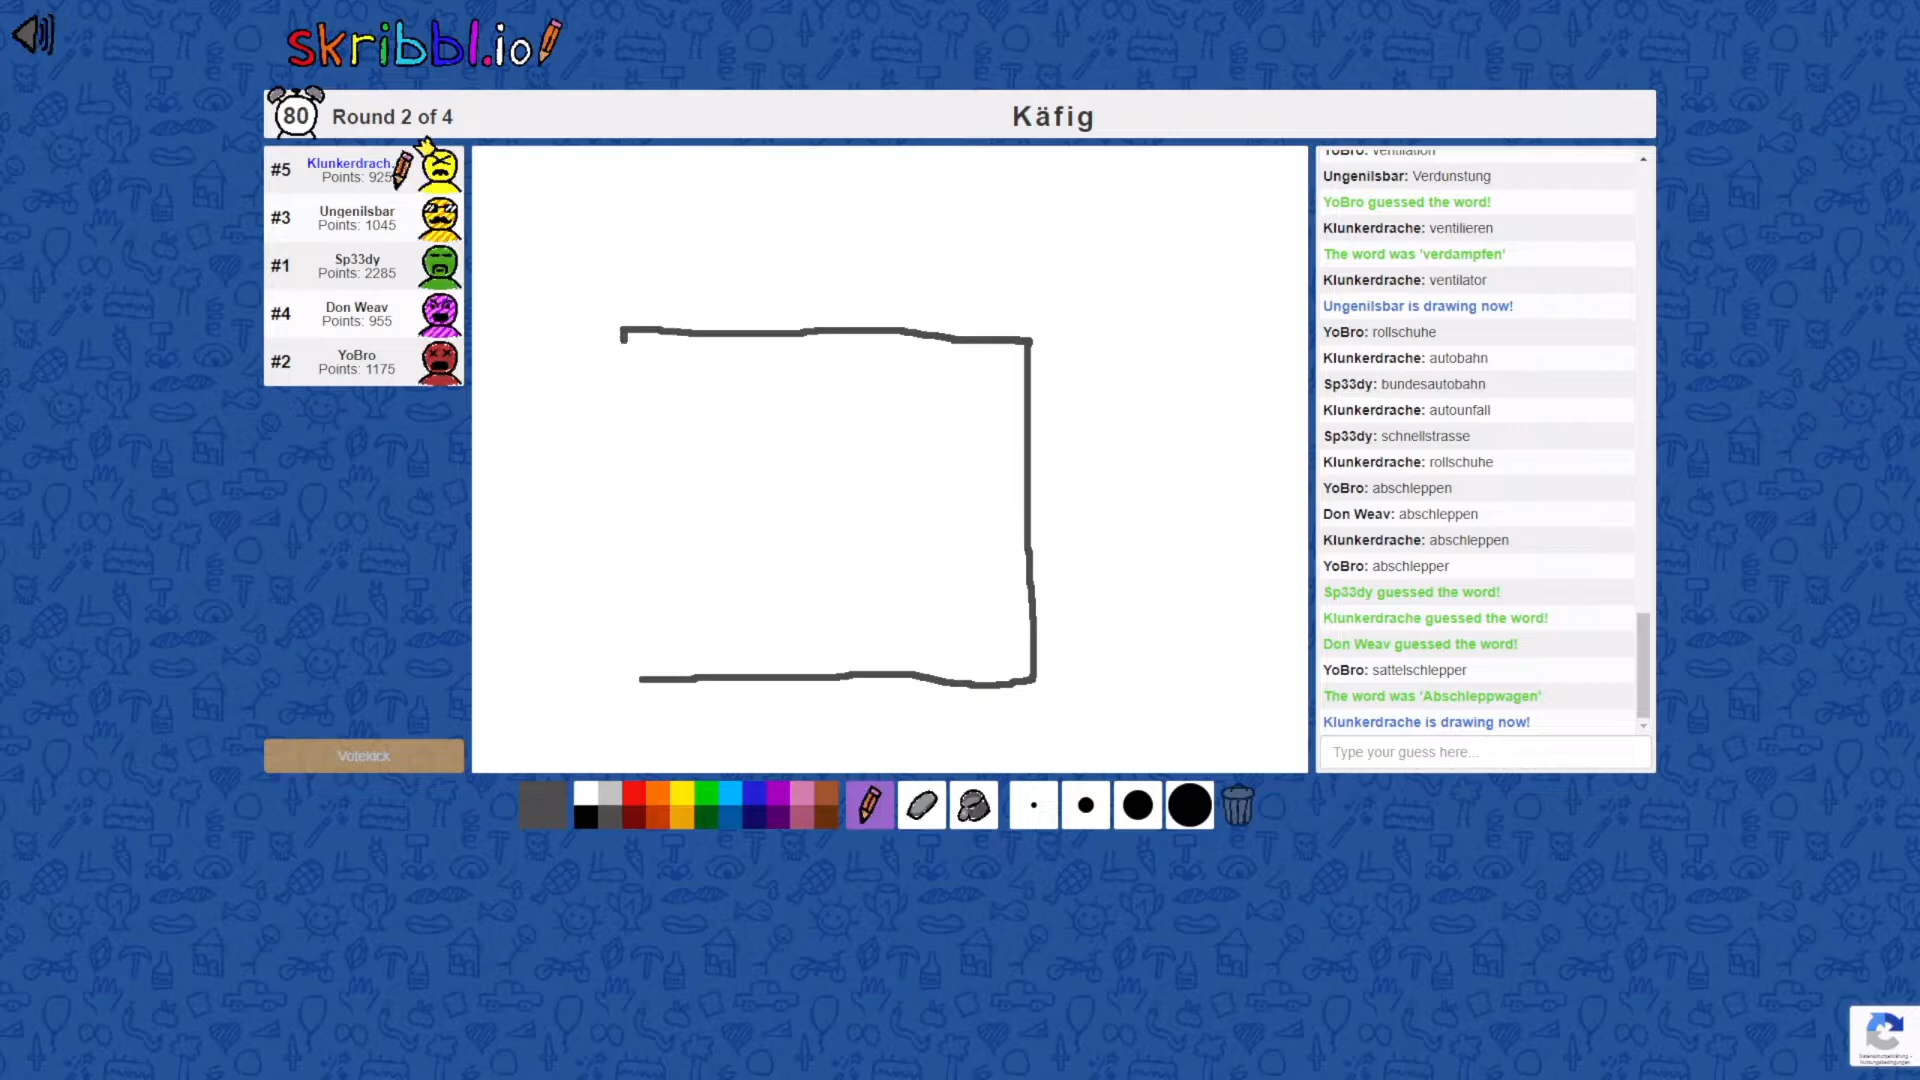 skribbl.io
80
Round 2 of 4
Käfig
#5
Klunkerdrach
Points: 925
#3
Ungenilsbar
Points: 1045
#1
Sp33dy
Points: 2285
#4
Don Weav
Points: 955
#2
YoBro
Points: 1175
Votekick
YoBro: ventilation
Ungenilsbar: Verdunstung
YoBro guessed the word!
Klunkerdrache: ventilieren
The word was 'verdampfen'
Klunkerdrache: ventilator
Ungenilsbar is drawing now!
YoBro: rollschuhe
Klunkerdrache: autobahn
Sp33dy: bundesautobahn
Klunkerdrache: autounfall
Sp33dy: schnellstrasse
Klunkerdrache: rollschuhe
YoBro: abschleppen
Don Weav: abschleppen
Klunkerdrache: abschleppen
YoBro: abschlepper
Sp33dy guessed the word!
Klunkerdrache guessed the word!
Don Weav guessed the word!
YoBro: sattelschlepper
The word was 'Abschleppwagen'
Klunkerdrache is drawing now!
Type your guess here...
Datenschutzerklärung -
Nutzungsbedingungen